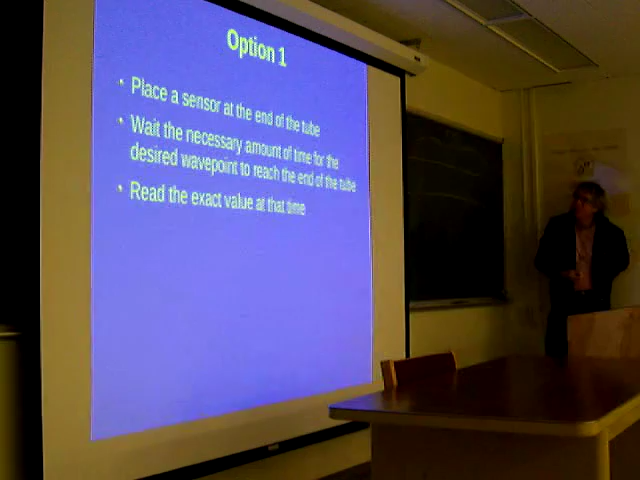 Option 1
• Place a sensor at the end of the tube
• Wait the necessary amount of time for the
desired wavepoint to reach the end of the tube
• Read the exact value at that time